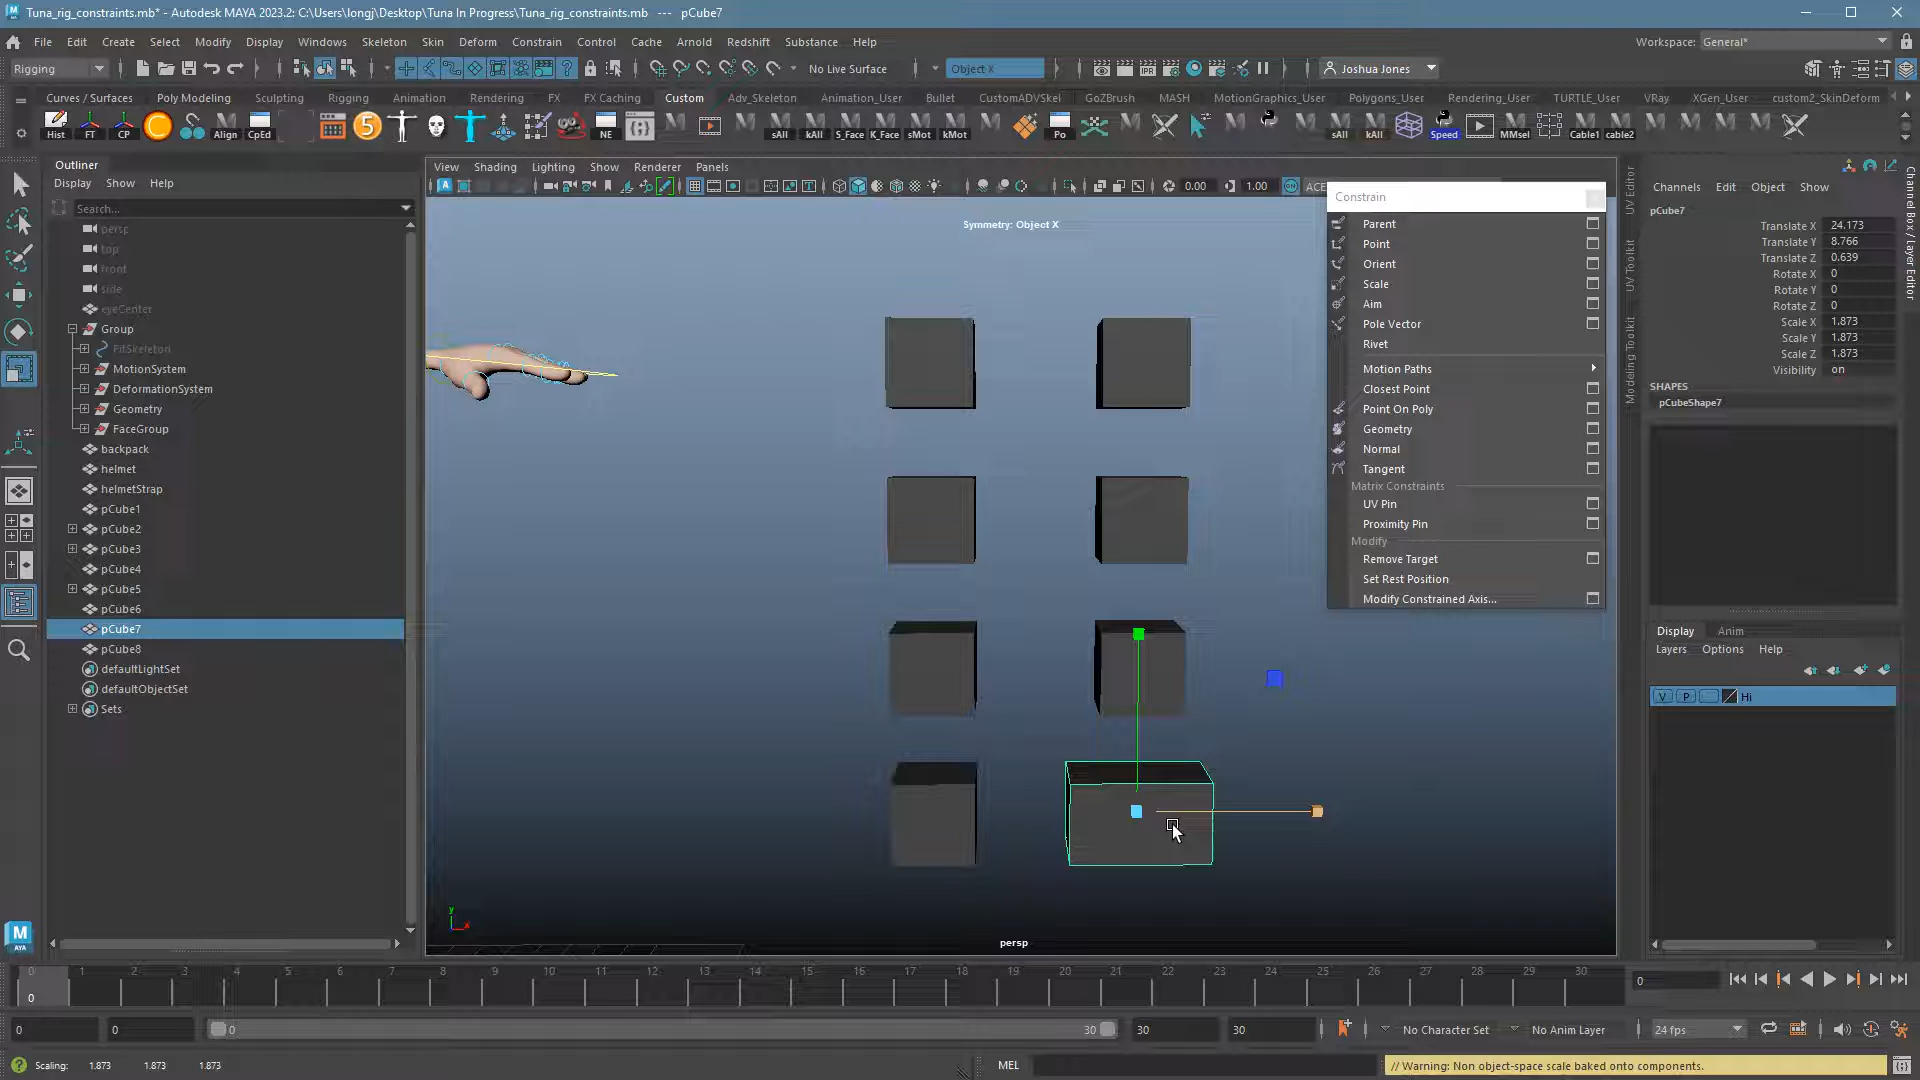 Tuna_rig_constraints.mb* - Autodesk MAYA 2023.2: C:\Users\longj\Desktop\Tuna In Progress\Tuna_rig_constraints.mb --- pCube7
File Edit Create Select Modify Display Windows Skeleton Skin Deform Constrain Control Cache Arnold Redshift Substance Help
Workspace: General*
Rigging
No Live Surface
Object X
Joshua Jones
Curves / Surfaces Poly Modeling Sculpting Rigging Animation Rendering FX FX Caching Custom Adv_Skeleton Animation_User Bullet CustomADVSkel GoZBrush MASH MotionGraphics_User Polygons_User Rendering_User TURTLE_User VRay XGen_User custom2_SkinDeform
Hist FT CP Align CpEd NE sAll kAll S_Face K_Face sMot kMot Po sAll kAll Speed MMsel Cable1 cable2
Outliner
Display Show Help
Search...
persp
top
front
side
eyeCenter
Group
FitSkeleton
MotionSystem
DeformationSystem
Geometry
FaceGroup
backpack
helmet
helmetStrap
pCube1
pCube2
pCube3
pCube4
pCube5
pCube6
pCube7
pCube8
defaultLightSet
defaultObjectSet
Sets
View Shading Lighting Show Renderer Panels
0.00 1.00 ACE
Symmetry: Object X
persp
Constrain
Parent
Point
Orient
Scale
Aim
Pole Vector
Rivet
Motion Paths
Closest Point
Point On Poly
Geometry
Normal
Tangent
Matrix Constraints
UV Pin
Proximity Pin
Modify
Remove Target
Set Rest Position
Modify Constrained Axis...
UV Editor
UV Toolkit
Modeling Toolkit
Channels Edit Object Show
pCube7
Translate X 24.173
Translate Y 8.766
Translate Z 0.639
Rotate X 0
Rotate Y 0
Rotate Z 0
Scale X 1.873
Scale Y 1.873
Scale Z 1.873
Visibility on
SHAPES
pCubeShape7
Channel Box / Layer Editor
Display Anim
Layers Options Help
V P Hi
0 1 2 3 4 5 6 7 8 9 10 11 12 13 14 15 16 17 18 19 20 21 22 23 24 25 26 27 28 29 30
0
0
0 0 0 30 30 30
No Character Set
No Anim Layer
24 fps
Scaling: 1.873 1.873 1.873
MEL
// Warning: Non object-space scale baked onto components.